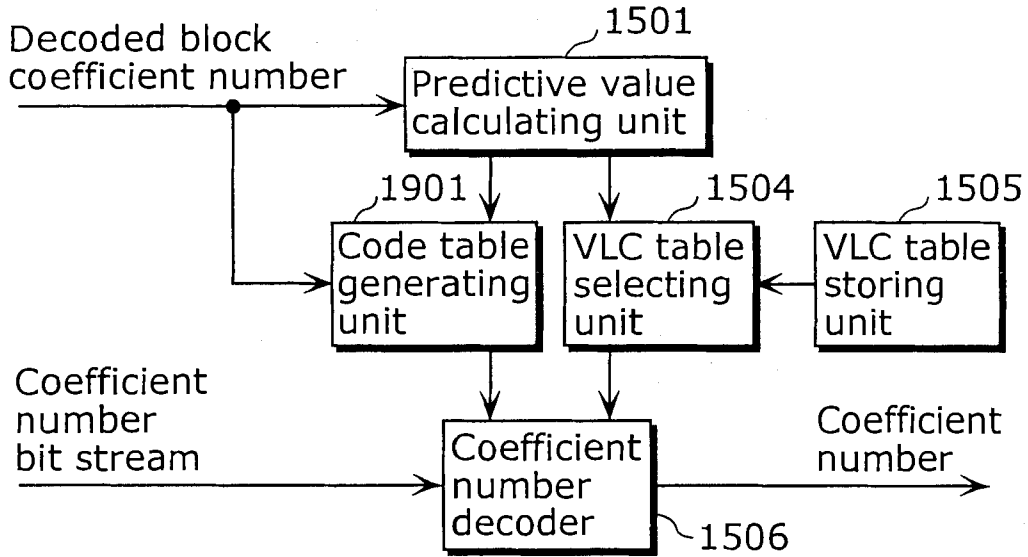 1501
Decoded block
coefficient number
Predictive value
calculating unit
1901
1504
1505
Code table
generating
unit
VLC table
selecting
unit
VLC table
storing
unit
Coefficient
number
bit stream
Coefficient
number
decoder
Coefficient
number
1506